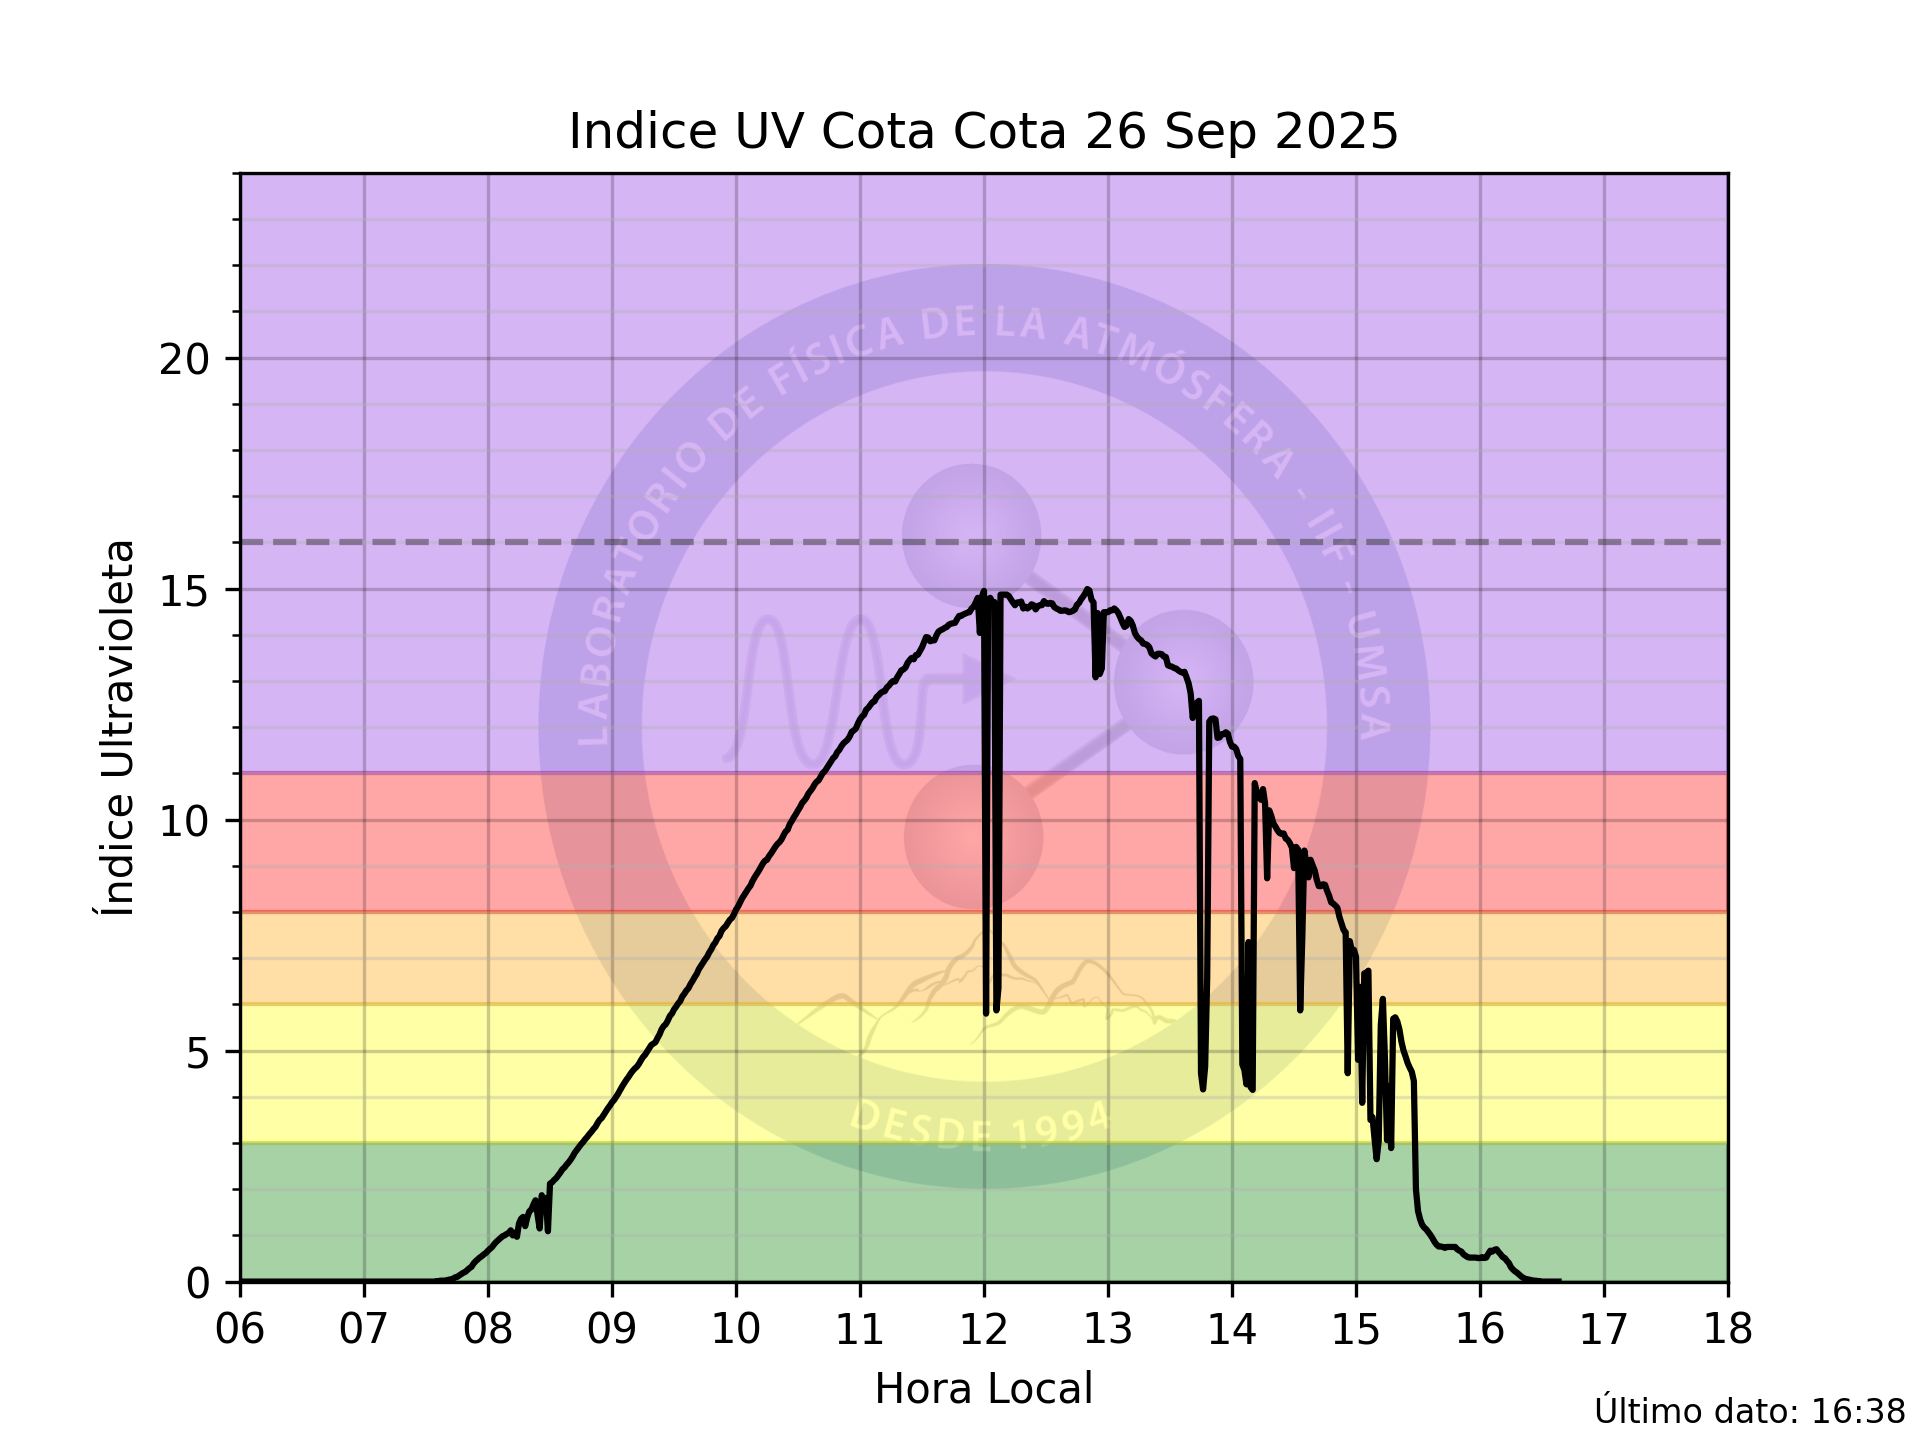 Indice UV Cota Cota 26 Sep 2025
LABORATORIO DE FÍSICA DE LA ATMÓSFERA - IIF - UMSA
DESDE 1994
Índice Ultravioleta
20
15
10
5
0
06 07 08 09 10 11 12 13 14 15 16 17 18
Hora Local
Último dato: 16:38